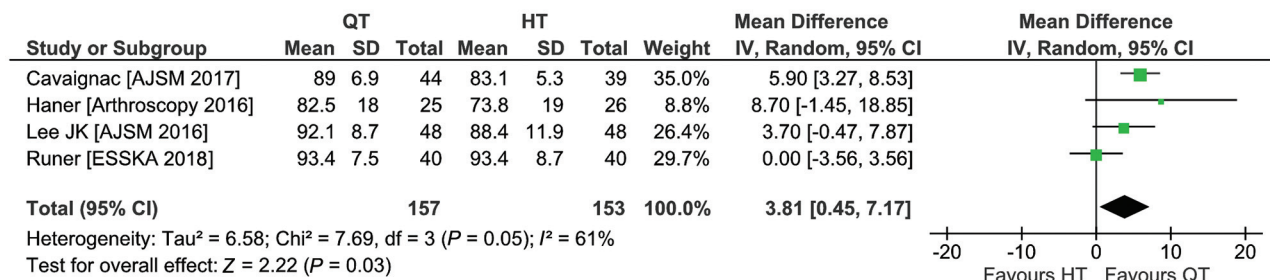 QT HT Mean Difference Mean Difference
Study or Subgroup Mean SD Total Mean SD Total Weight IV, Random, 95% CI IV, Random, 95% CI
Cavaignac [AJSM 2017] 89 6.9 44 83.1 5.3 39 35.0% 5.90 [3.27, 8.53]
Haner [Arthroscopy 2016] 82.5 18 25 73.8 19 26 8.8% 8.70 [-1.45, 18.85]
Lee JK [AJSM 2016] 92.1 8.7 48 88.4 11.9 48 26.4% 3.70 [-0.47, 7.87]
Runer [ESSKA 2018] 93.4 7.5 40 93.4 8.7 40 29.7% 0.00 [-3.56, 3.56]
Total (95% CI) 157 153 100.0% 3.81 [0.45, 7.17]
Heterogeneity: Tau² = 6.58; Chi² = 7.69, df = 3 (P = 0.05); I² = 61%
Test for overall effect: Z = 2.22 (P = 0.03)
-20 -10 0 10 20
Favours HT Favours QT